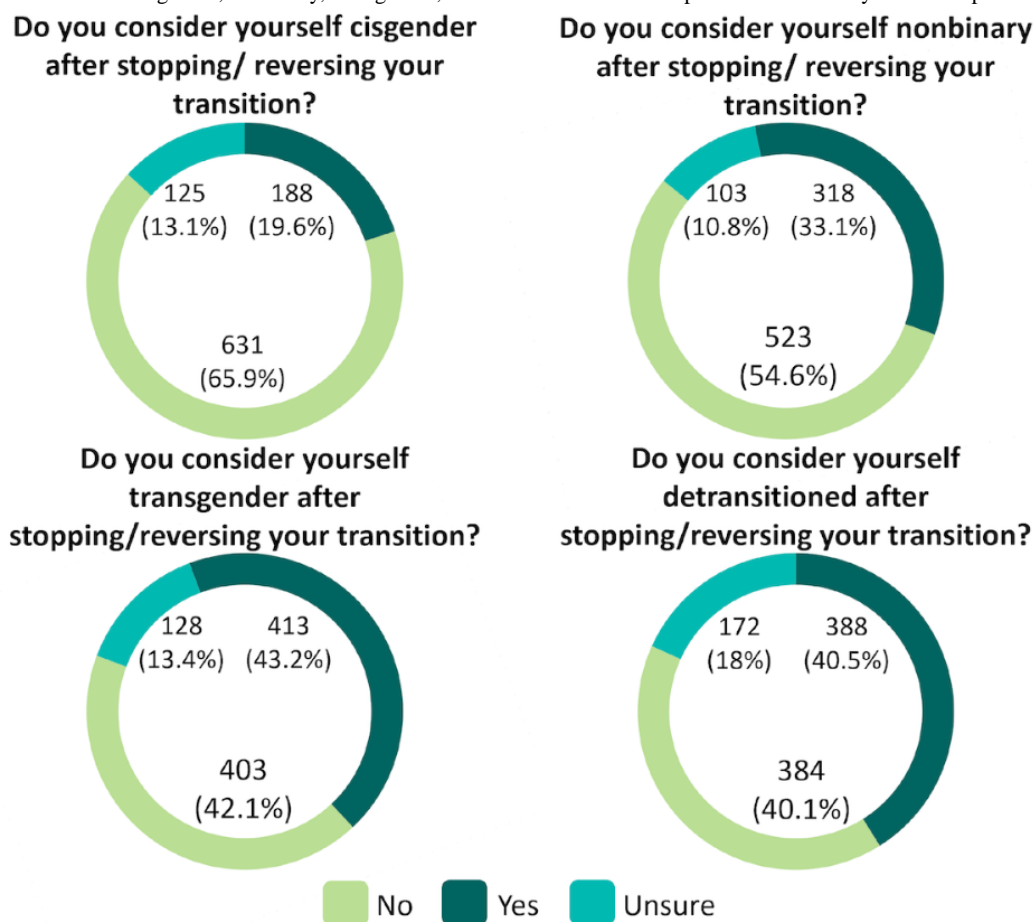 Do you consider yourself cisgender
after stopping/ reversing your
transition?
125
188
(13.1%)
(19.6%)
631
(65.9%)
Do you consider yourself nonbinary
after stopping/ reversing your
transition?
103
318
(10.8%)
(33.1%)
523
(54.6%)
Do you consider yourself
transgender after
stopping/reversing your transition?
128
413
(13.4%)
(43.2%)
403
(42.1%)
Do you consider yourself
detransitioned after
stopping/reversing your transition?
172
388
(18%)
(40.5%)
384
(40.1%)
No
Yes
Unsure